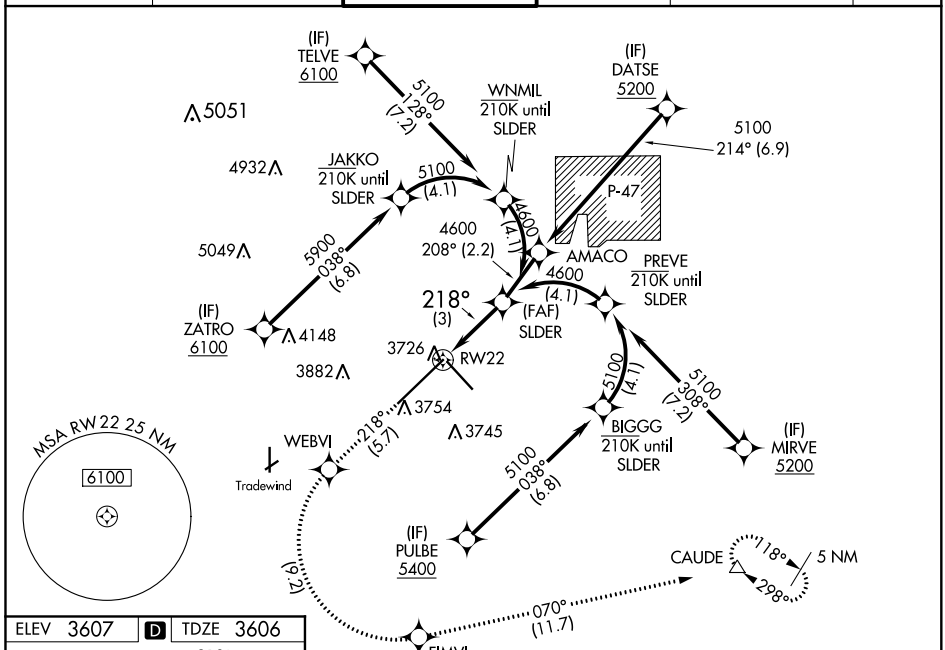 (IF)
TELVE
6100
5100
128°
(7.2)
(IF)
DATSE
5200
5100
214° (6.9)
WNMIL
210K until
SLDER
5051
4932
JAKKO
210K until
SLDER
5100
(4.1)
P-47
4600
(4.1)
4600
208° (2.2)
AMACO
5049
5900
038°
(6.8)
PREVE
210K until
SLDER
4600
(4.1)
(IF)
ZATRO
6100
4148
218°
(3)
(FAF)
SLDER
3726
RW22
3882
5100
(4.1)
5100
308°
(7.2)
3754
3745
218°
(5.7)
BIGGG
210K until
SLDER
(IF)
MIRVE
5200
WEBVI
Tradewind
MSA RW22 25 NM
6100
5100
038°
(6.8)
(IF)
PULBE
5400
(9.2)
CAUDE
118°
298°
5 NM
070°
(11.7)
ELEV 3607
D
TDZE 3606